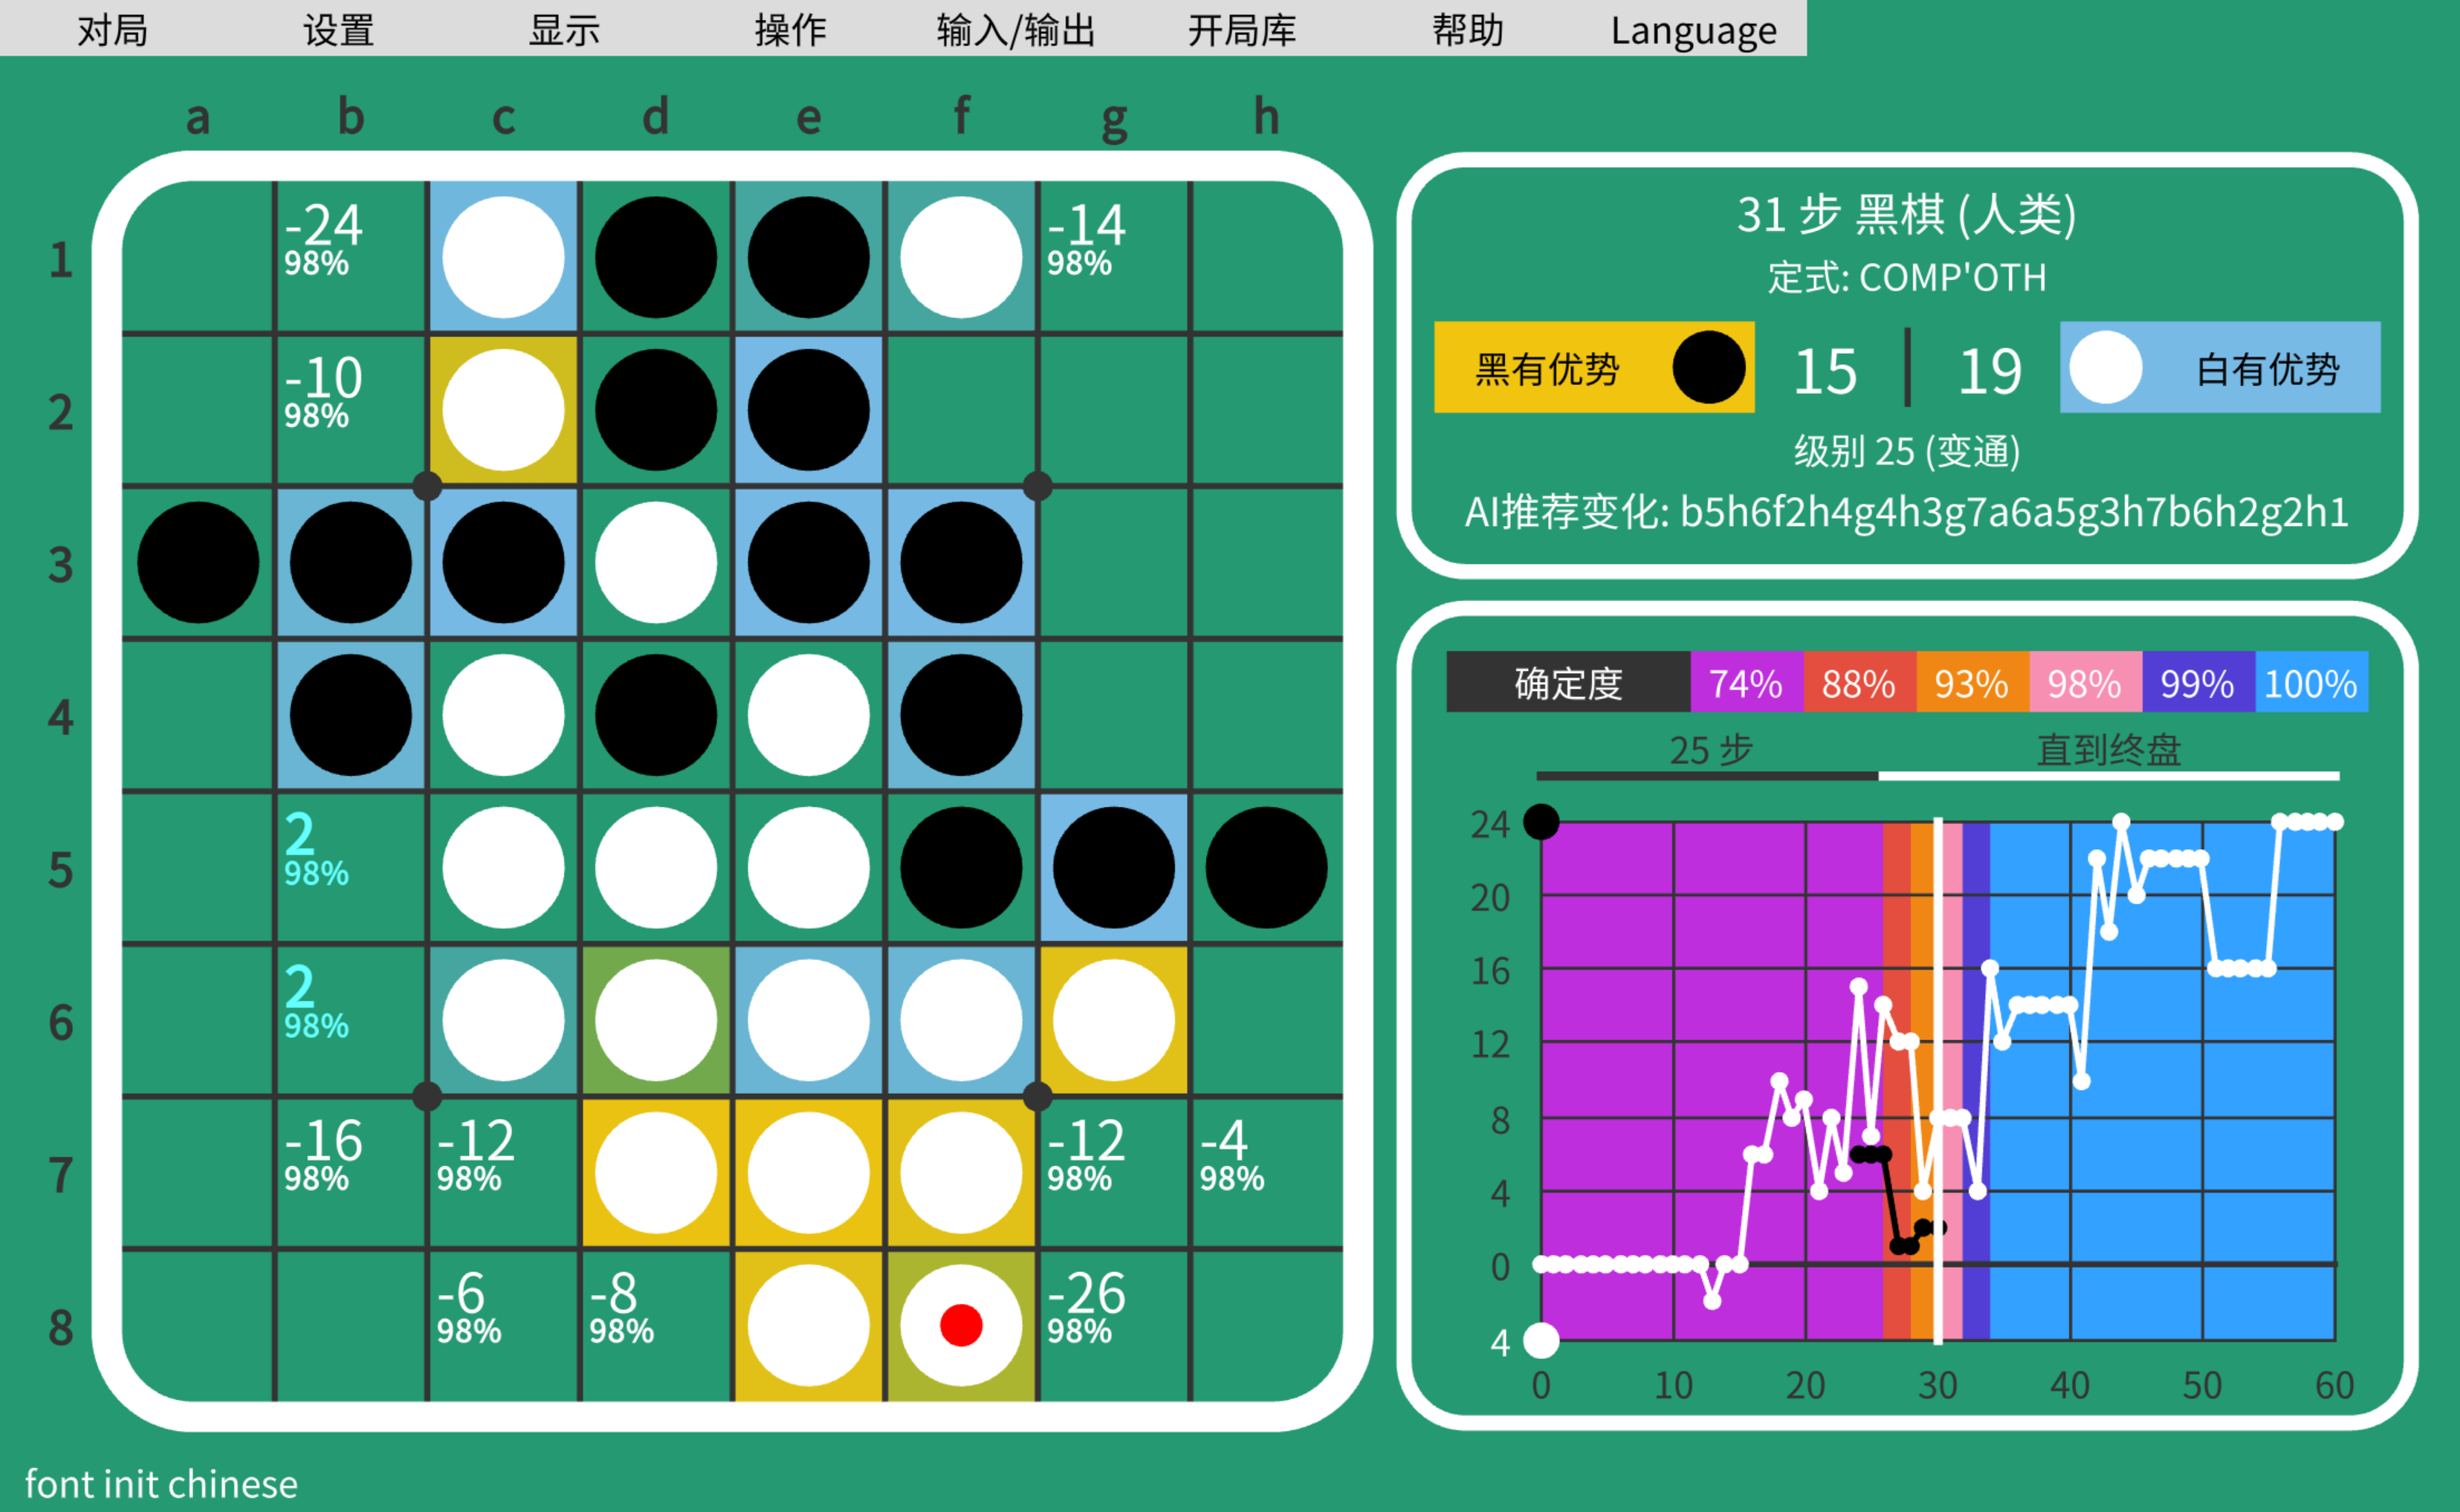 对局 设置 显示 操作 输入/输出 开局库 帮助 Language
a b c d e f g h
1 2 3 4 5 6 7 8
-24 98%
-14 98%
-10 98%
2 98%
2 98%
-16 98%
-12 98%
-12 98%
-4 98%
-6 98%
-8 98%
-26 98%
31 步 黑棋 (人类)
定式: COMP'OTH
黑有优势 15 19 白有优势
级别 25 (变通)
AI推荐变化: b5h6f2h4g4h3g7a6a5g3h7b6h2g2h1
确定度 74% 88% 93% 98% 99% 100%
25 步 直到终盘
24
20
16
12
8
4
0
4
0 10 20 30 40 50 60
font init chinese